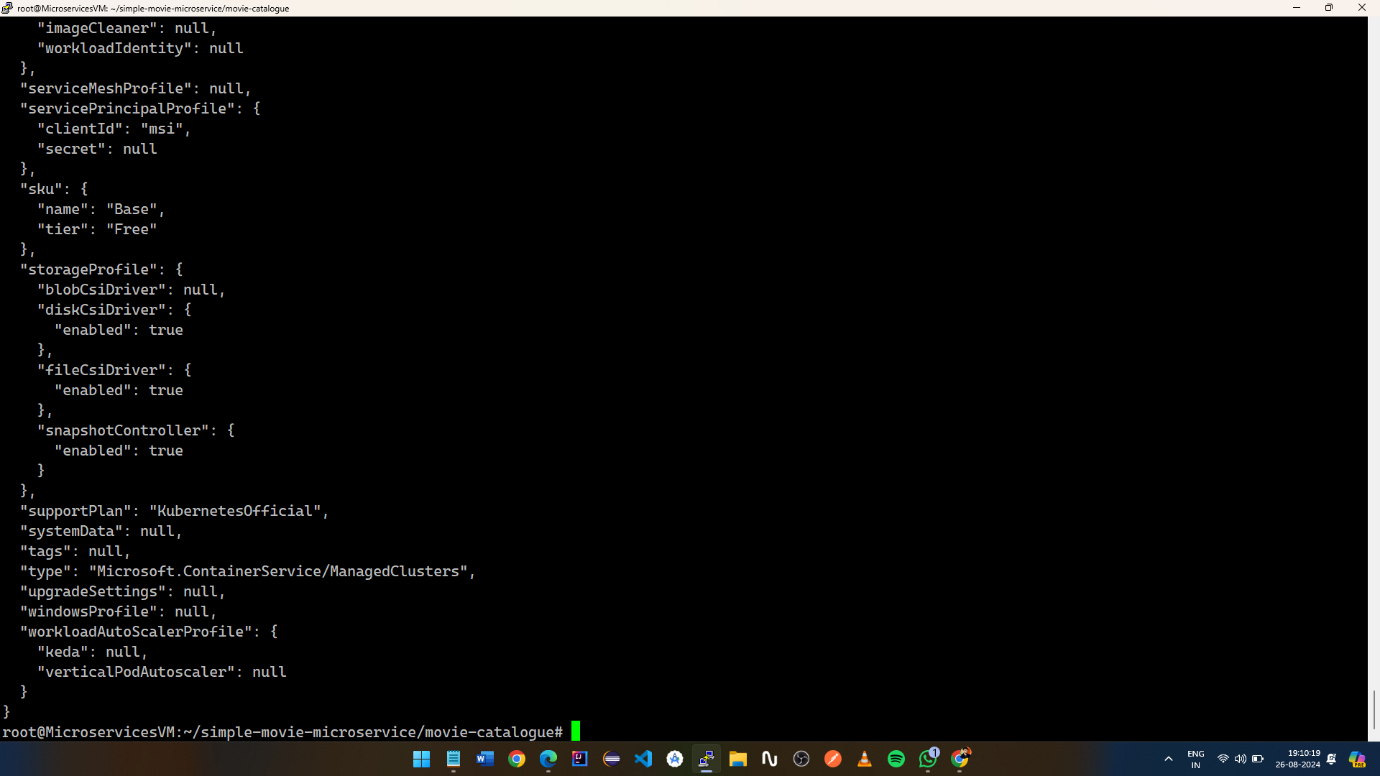 root@MicroservicesVM: ~/simple-movie-microservice/movie-catalogue
    "imageCleaner": null,
    "workloadIdentity": null
  },
  "serviceMeshProfile": null,
  "servicePrincipalProfile": {
    "clientId": "msi",
    "secret": null
  },
  "sku": {
    "name": "Base",
    "tier": "Free"
  },
  "storageProfile": {
    "blobCsiDriver": null,
    "diskCsiDriver": {
      "enabled": true
    },
    "fileCsiDriver": {
      "enabled": true
    },
    "snapshotController": {
      "enabled": true
    }
  },
  "supportPlan": "KubernetesOfficial",
  "systemData": null,
  "tags": null,
  "type": "Microsoft.ContainerService/ManagedClusters",
  "upgradeSettings": null,
  "windowsProfile": null,
  "workloadAutoScalerProfile": {
    "keda": null,
    "verticalPodAutoscaler": null
  }
}
root@MicroservicesVM:~/simple-movie-microservice/movie-catalogue#
1
ENG
IN
19:10:19
26-08-2024